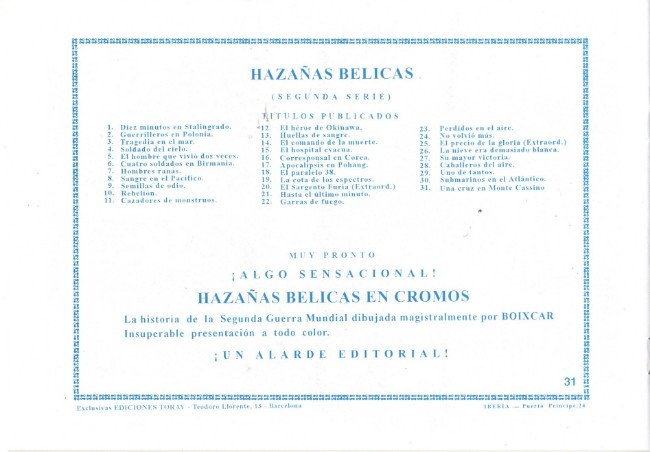 HAZAÑAS BELICAS
(SEGUNDA SERIE)
TITULOS PUBLICADOS
1. Diez minutos en Stalingrado.
2. Guerrilleros en Polonia.
3. Tragedia en el mar.
4. Soldado del cielo.
5. El hombre que vivió dos veces.
6. Cuatro soldados en Birmania.
7. Hombres ranas.
8. Sangre en el Pacífico.
9. Semillas de odio.
10. Rebelión.
11. Cazadores de monstruos.
12. El héroe de Okinawa.
13. Huellas de sangre.
14. El comando de la muerte.
15. El hospital evacua.
16. Corresponsal en Corea.
17. Apocalipsis en Pohang.
18. El paralelo 38.
19. La cota de los espectros.
20. El Sargento Furia (Extraord.)
21. Hasta el último minuto.
22. Garras de fuego.
23. Perdidos en el aire.
24. No volvió más.
25. El precio de la gloria (Extraord.)
26. La nieve era demasiado blanca.
27. Su mayor victoria.
28. Caballeros del aire.
29. Uno de tantos.
30. Submarinos en el Atlántico.
31. Una cruz en Monte Cassino
MUY PRONTO
¡ALGO SENSACIONAL!
HAZAÑAS BELICAS EN CROMOS
La historia de la Segunda Guerra Mundial dibujada magistralmente por BOIXCAR
Insuperable presentación a todo color.
¡UN ALARDE EDITORIAL!
31
Exclusivas EDICIONES TORAY - Teodoro Llorente, 13 - Barcelona
IBERIA — Puerto Príncipe, 24